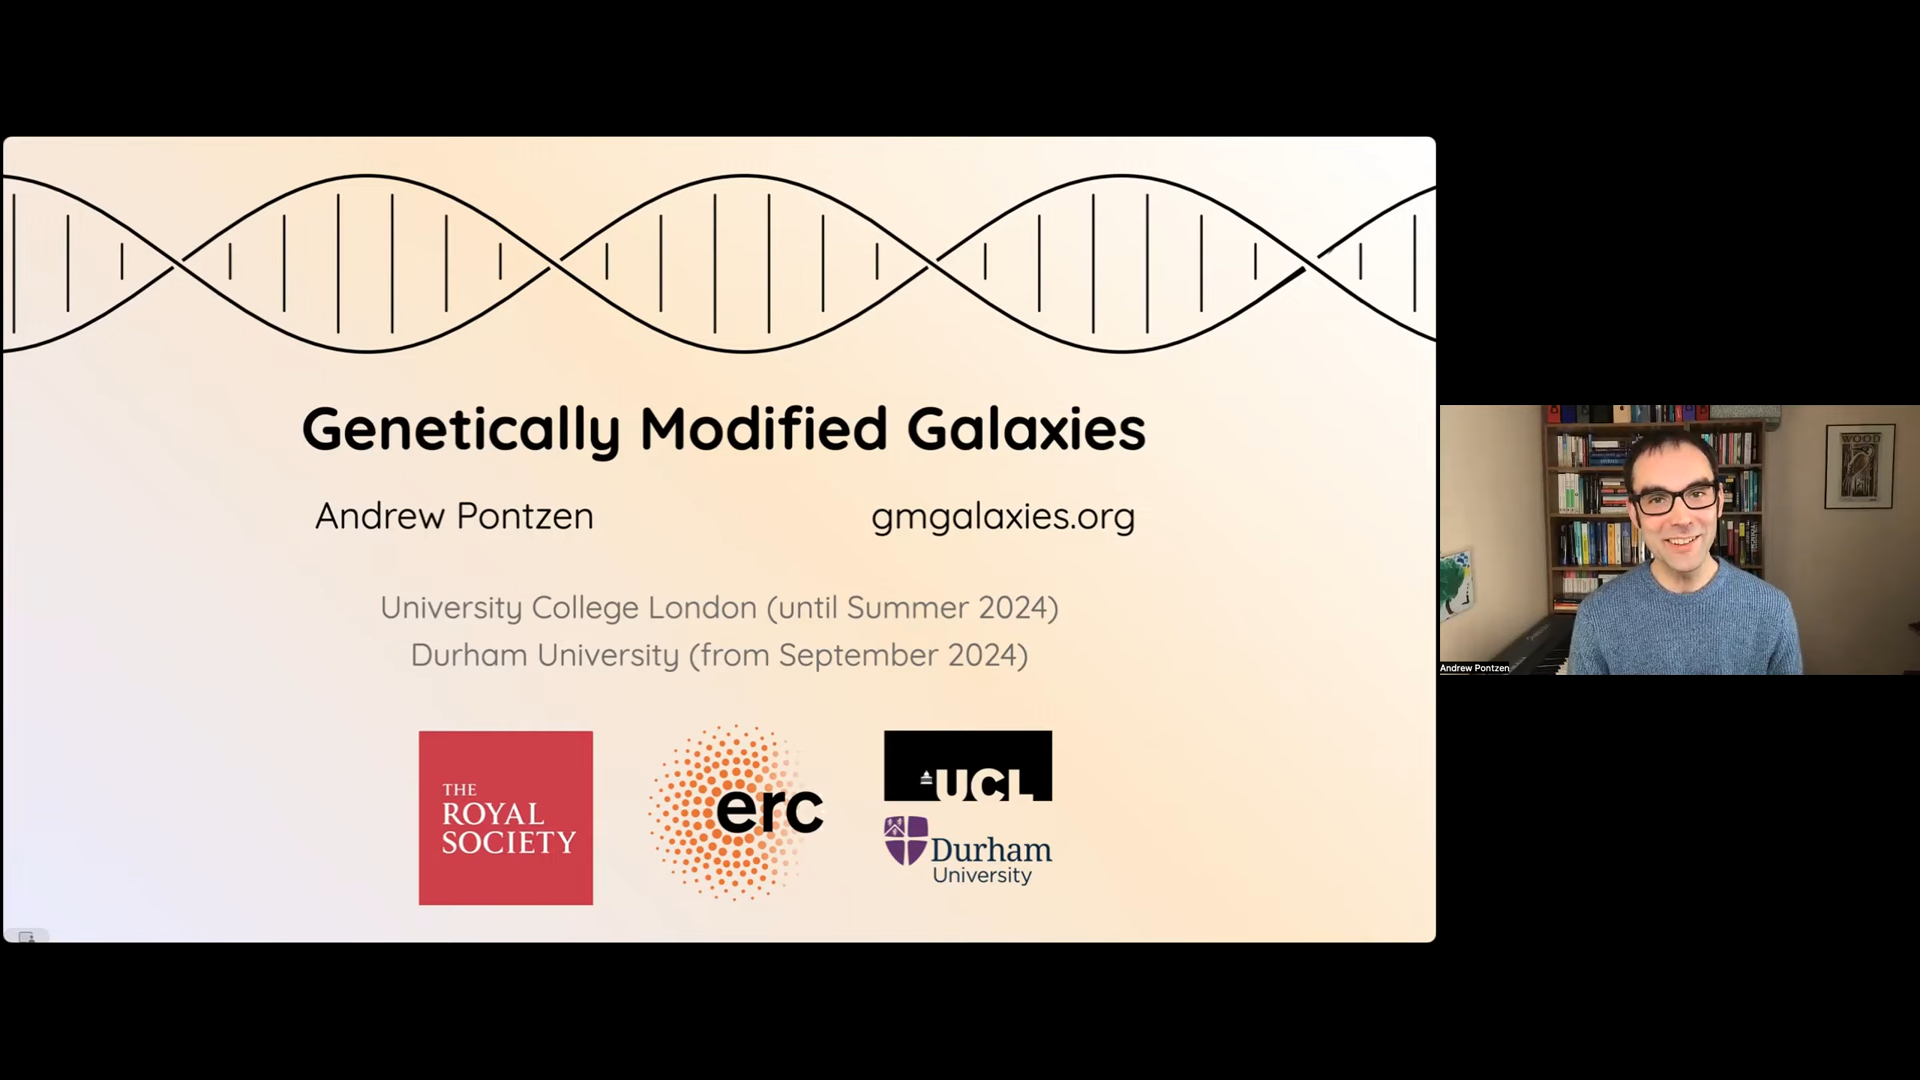 Genetically Modified Galaxies
Andrew Pontzen
gmgalaxies.org
University College London (until Summer 2024)
Durham University (from September 2024)
THE
ROYAL
SOCIETY
erc
UCL
Durham
University
WOOD
Andrew Pontzen